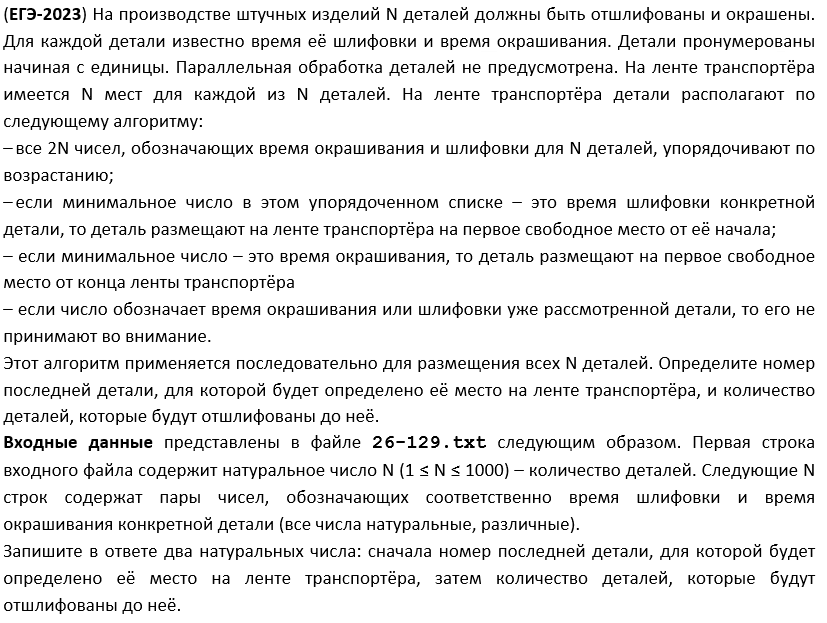 (ЕГЭ-2023) На производстве штучных изделий N деталей должны быть отшлифованы и окрашены.
Для каждой детали известно время её шлифовки и время окрашивания. Детали пронумерованы
начиная с единицы. Параллельная обработка деталей не предусмотрена. На ленте транспортёра
имеется N мест для каждой из N деталей. На ленте транспортёра детали располагают по
следующему алгоритму:
–все 2N чисел, обозначающих время окрашивания и шлифовки для N деталей, упорядочивают по
возрастанию;
–если минимальное число в этом упорядоченном списке – это время шлифовки конкретной
детали, то деталь размещают на ленте транспортёра на первое свободное место от её начала;
– если минимальное число – это время окрашивания, то деталь размещают на первое свободное
место от конца ленты транспортёра
– если число обозначает время окрашивания или шлифовки уже рассмотренной детали, то его не
принимают во внимание.
Этот алгоритм применяется последовательно для размещения всех N деталей. Определите номер
последней детали, для которой будет определено её место на ленте транспортёра, и количество
деталей, которые будут отшлифованы до неё.
Входные данные представлены в файле 26-129.txt следующим образом. Первая строка
входного файла содержит натуральное число N (1 ≤ N ≤ 1000) – количество деталей. Следующие N
строк содержат пары чисел, обозначающих соответственно время шлифовки и время
окрашивания конкретной детали (все числа натуральные, различные).
Запишите в ответе два натуральных числа: сначала номер последней детали, для которой будет
определено её место на ленте транспортёра, затем количество деталей, которые будут
отшлифованы до неё.